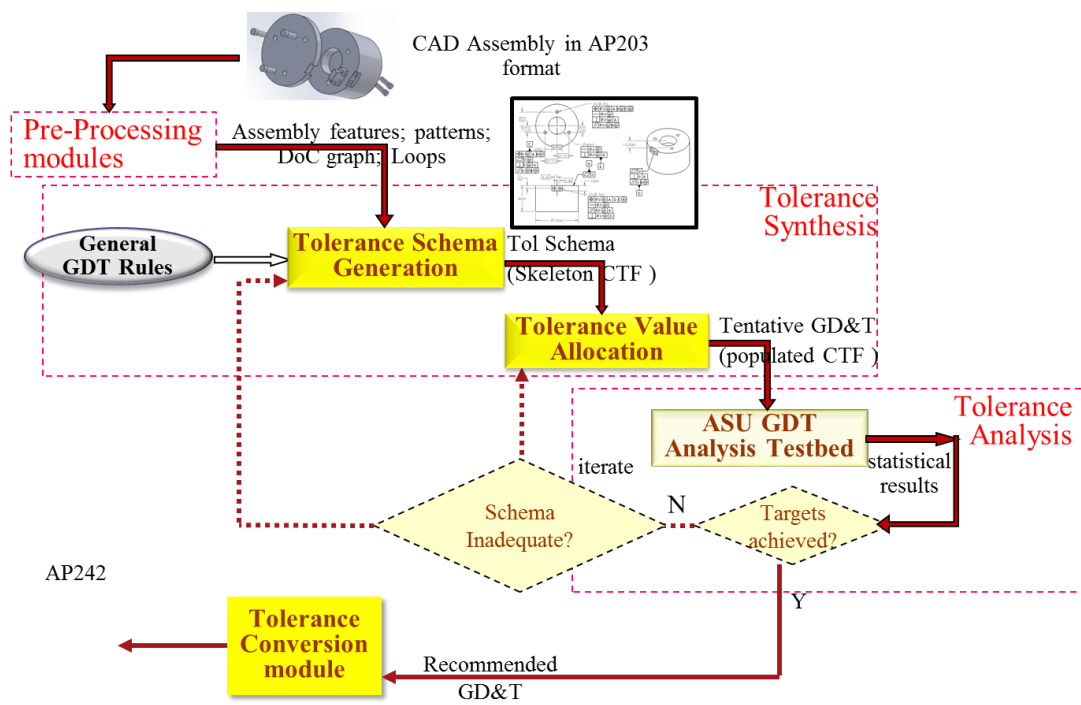 CAD Assembly in AP203
format
Pre-Processing
modules
Assembly features; patterns;
DoC graph; Loops
Tolerance
Synthesis
General
GDT Rules
Tolerance Schema
Generation
Tol Schema
(Skeleton CTF )
Tolerance Value
Allocation
Tentative GD&T
(populated CTF )
Tolerance
Analysis
ASU GDT
Analysis Testbed
iterate
statistical
results
N
Schema
Inadequate?
Targets
achieved?
AP242
Y
Tolerance
Conversion
module
Recommended
GD&T